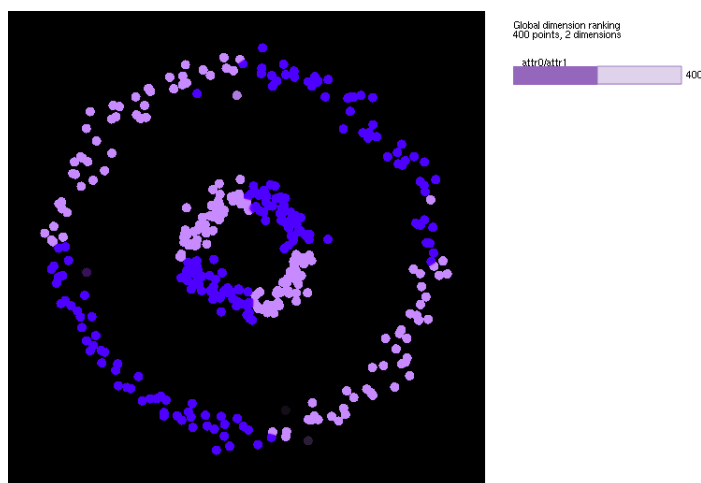 Global dimension ranking
400 points, 2 dimensions
attr0/attr1
400